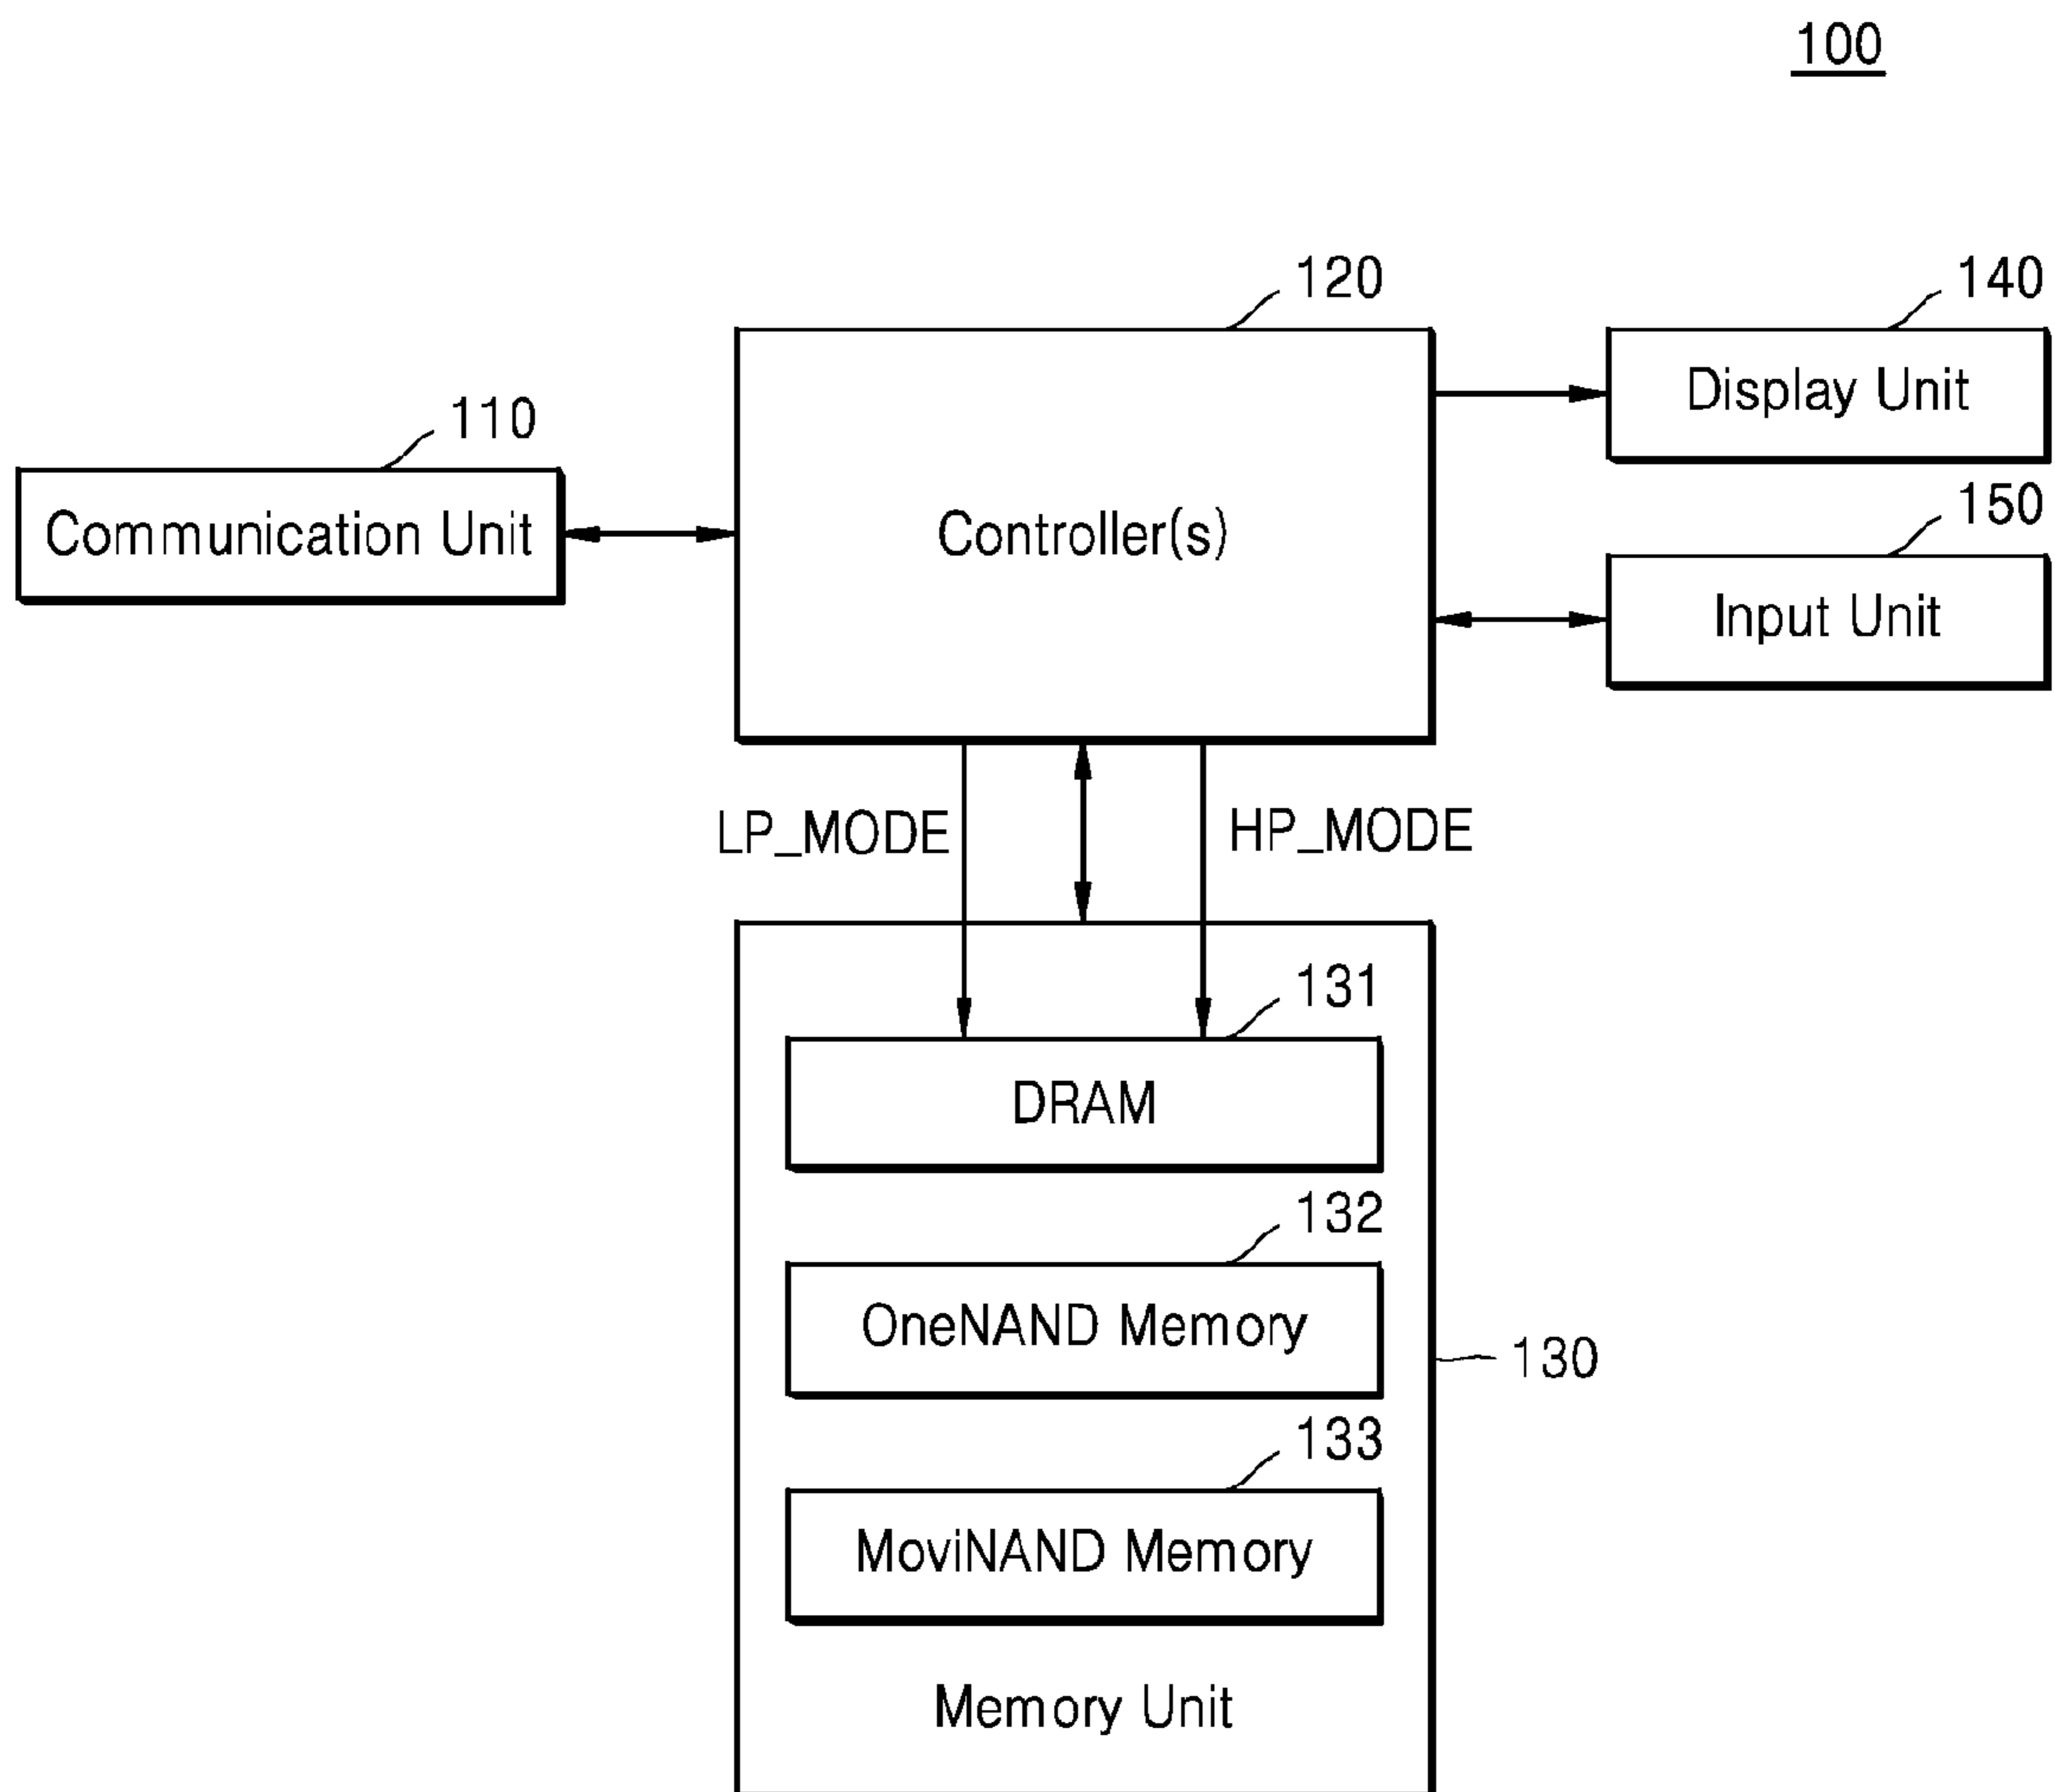 100
120
140
Display Unit
110
150
Communication Unit
Controller(s)
Input Unit
LP_MODE
HP_MODE
131
DRAM
132
OneNAND Memory
130
133
MoviNAND Memory
Memory Unit